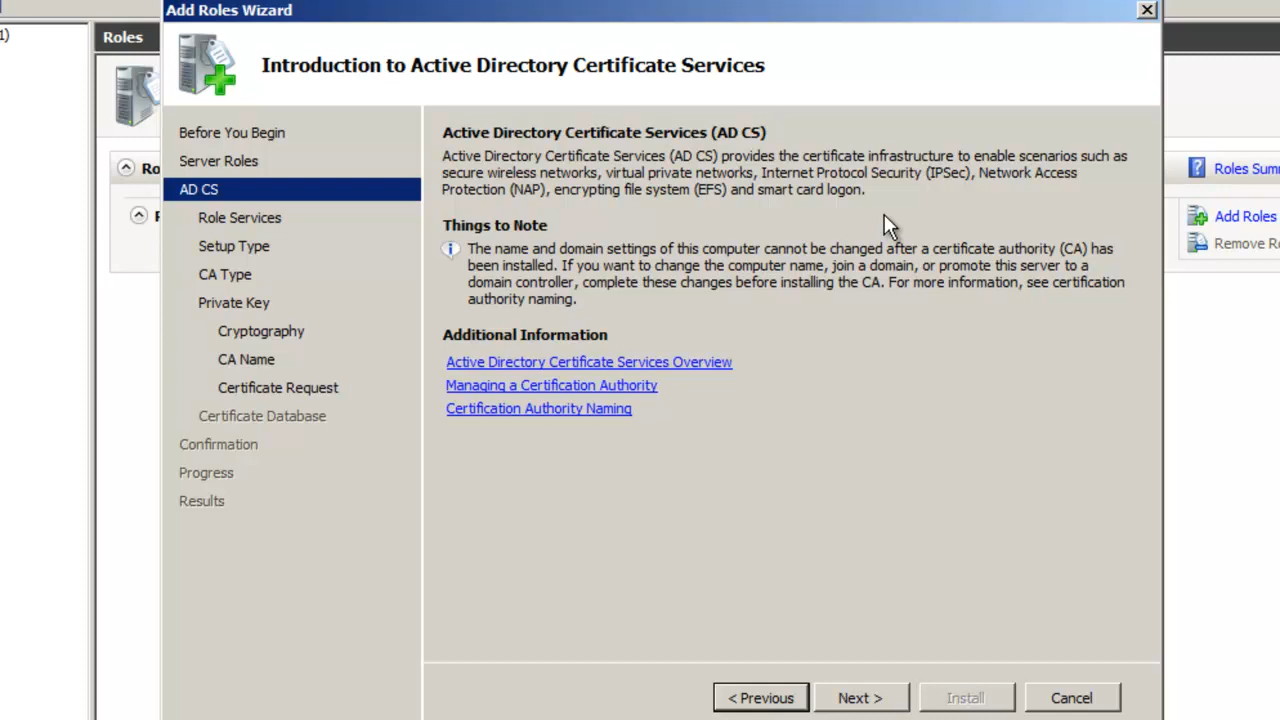 Add Roles Wizard
1)
Roles
Introduction to Active Directory Certificate Services
Before You Begin
Server Roles
AD CS
Role Services
Setup Type
CA Type
Private Key
Cryptography
CA Name
Certificate Request
Certificate Database
Confirmation
Progress
Results
Active Directory Certificate Services (AD CS)
Active Directory Certificate Services (AD CS) provides the certificate infrastructure to enable scenarios such as
secure wireless networks, virtual private networks, Internet Protocol Security (IPSec), Network Access
Protection (NAP), encrypting file system (EFS) and smart card logon.
Things to Note
The name and domain settings of this computer cannot be changed after a certificate authority (CA) has
been installed. If you want to change the computer name, join a domain, or promote this server to a
domain controller, complete these changes before installing the CA. For more information, see certification
authority naming.
Additional Information
Active Directory Certificate Services Overview
Managing a Certification Authority
Certification Authority Naming
< Previous
Next >
Install
Cancel
Ro
Roles Sum
Add Roles
Remove Ro